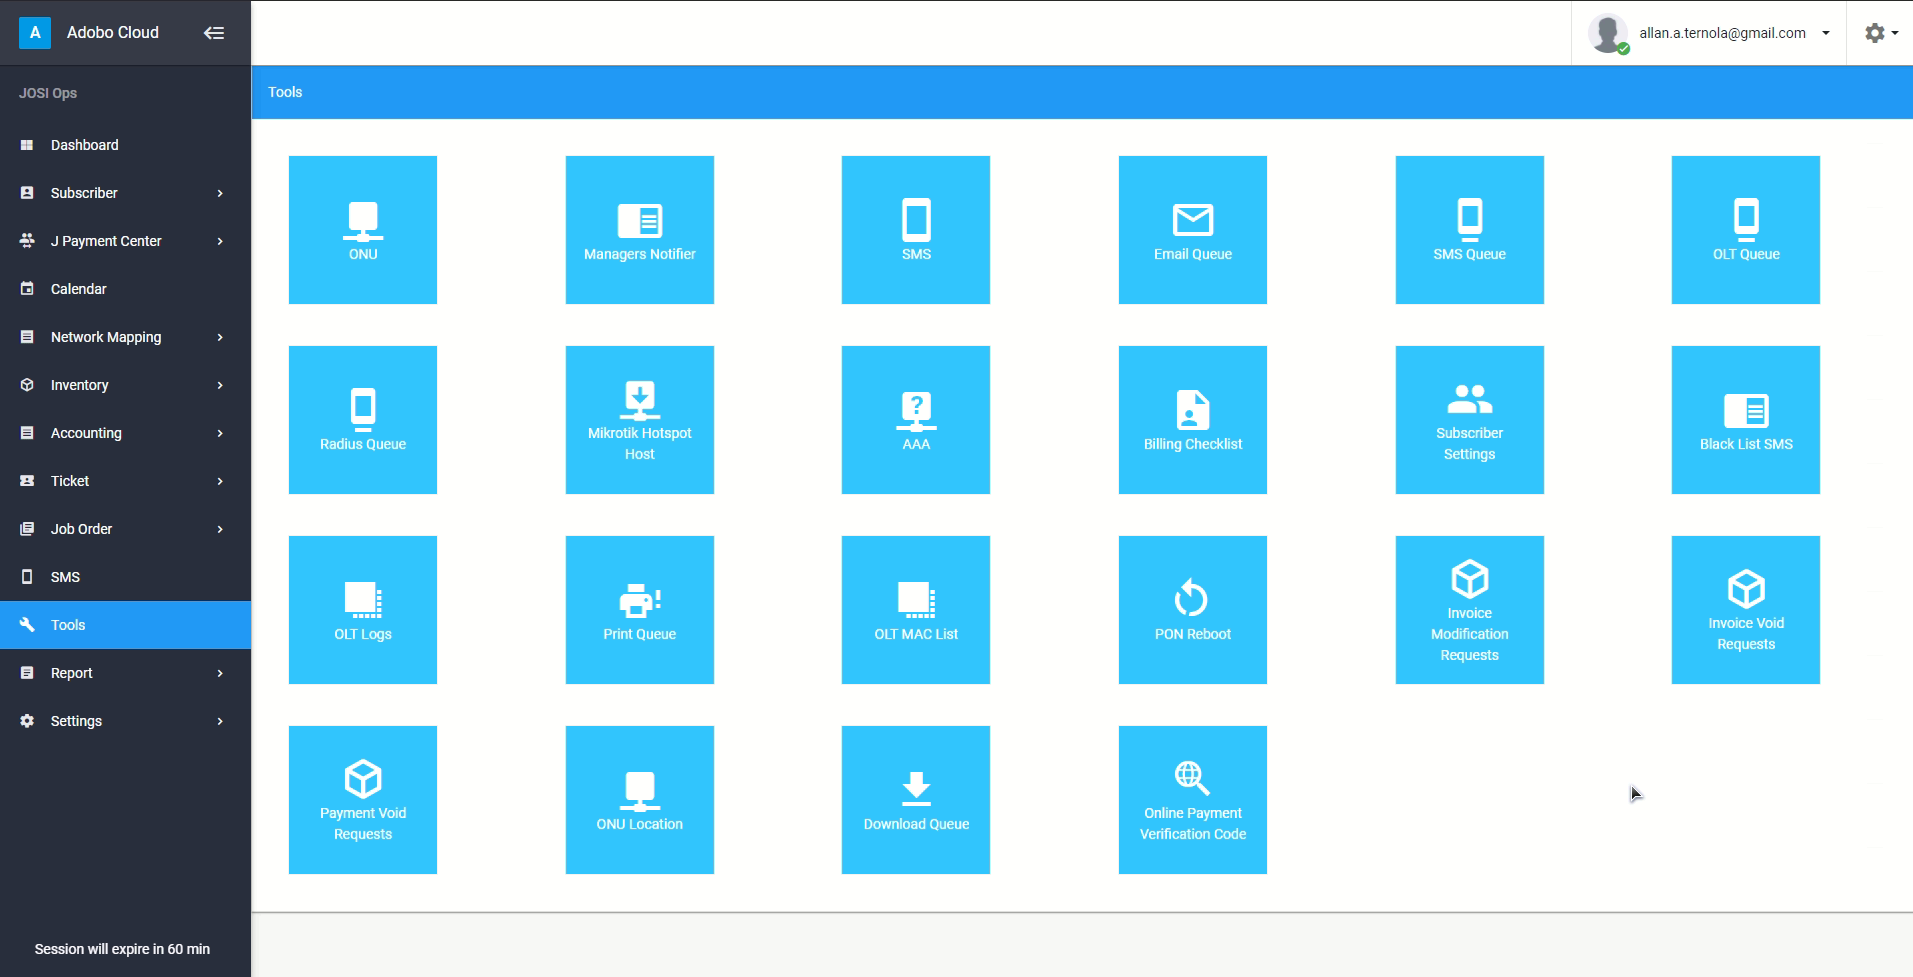 A
Adobo Cloud
allan.a.ternola@gmail.com
JOSI Ops
Tools
Dashboard
Subscriber
J Payment Center
Calendar
Network Mapping
Inventory
Accounting
Ticket
Job Order
SMS
Tools
Report
Settings
Session will expire in 60 min
ONU
Managers Notifier
SMS
Email Queue
SMS Queue
OLT Queue
Radius Queue
Mikrotik Hotspot
Host
?
AAA
Billing Checklist
Subscriber
Settings
Black List SMS
OLT Logs
Print Queue
OLT MAC List
PON Reboot
Invoice
Modification
Requests
Invoice Void
Requests
Payment Void
Requests
ONU Location
Download Queue
Online Payment
Verification Code